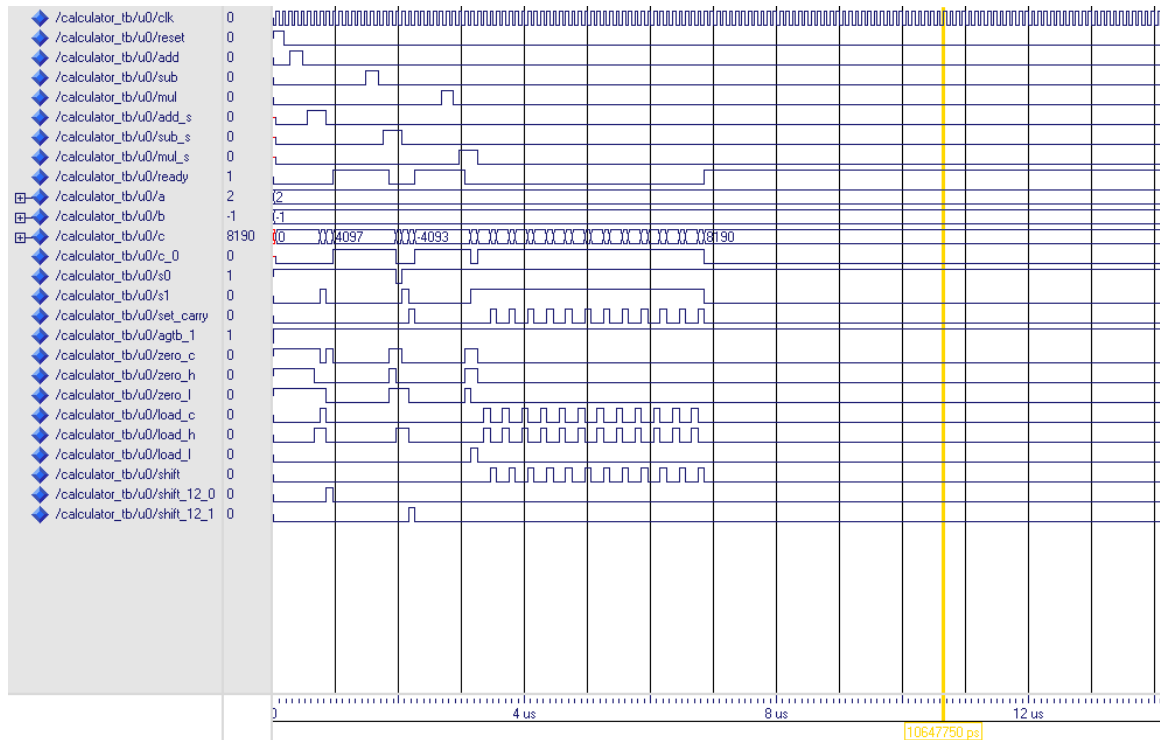 /calculator_tb/u0/clk 0
/calculator_tb/u0/reset 0
/calculator_tb/u0/add 0
/calculator_tb/u0/sub 0
/calculator_tb/u0/mul 0
/calculator_tb/u0/add_s 0
/calculator_tb/u0/sub_s 0
/calculator_tb/u0/mul_s 0
/calculator_tb/u0/ready 1
/calculator_tb/u0/a 2 2
/calculator_tb/u0/b -1 -1
/calculator_tb/u0/c 8190 0 4097 -4093 8190
/calculator_tb/u0/c_0 0
/calculator_tb/u0/s0 1
/calculator_tb/u0/s1 0
/calculator_tb/u0/set_carry 0
/calculator_tb/u0/agtb_1 1
/calculator_tb/u0/zero_c 0
/calculator_tb/u0/zero_h 0
/calculator_tb/u0/zero_l 0
/calculator_tb/u0/load_c 0
/calculator_tb/u0/load_h 0
/calculator_tb/u0/load_l 0
/calculator_tb/u0/shift 0
/calculator_tb/u0/shift_12_0 0
/calculator_tb/u0/shift_12_1 0
0 4 us 8 us 12 us
10647750 ps